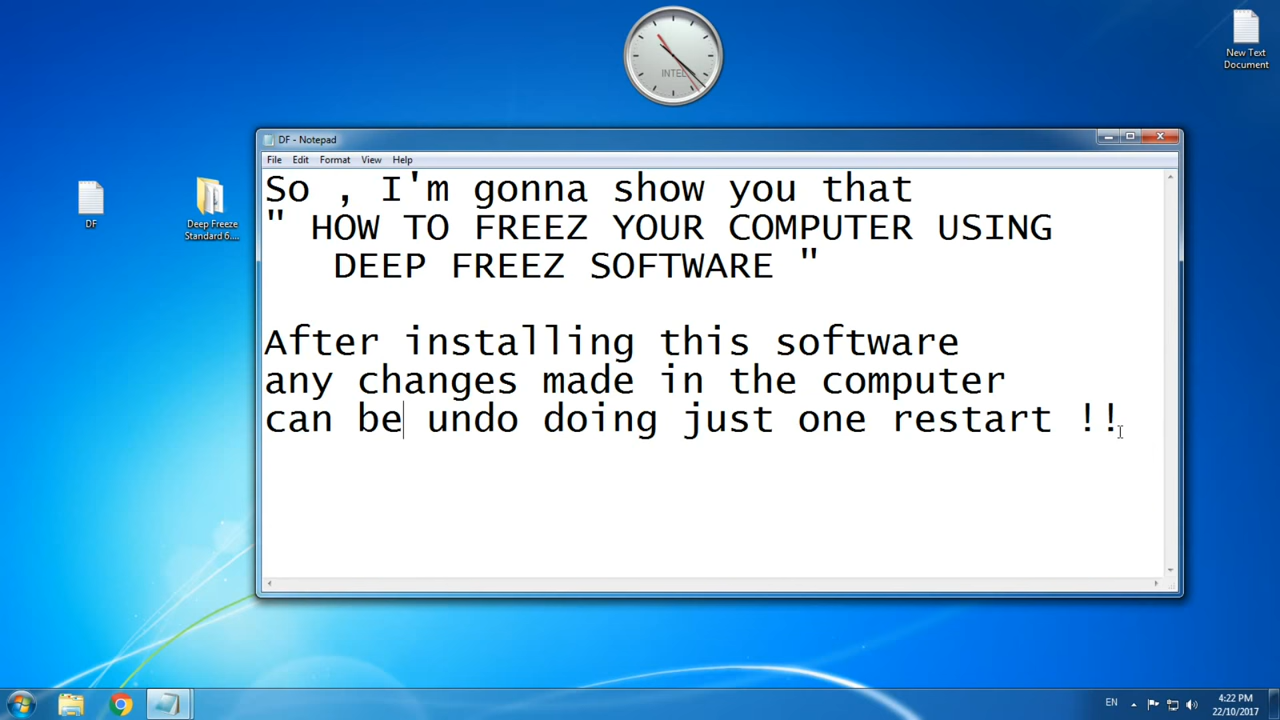 New Text
Document
INTEL
DF - Notepad
File Edit Format View Help
So , I'm gonna show you that
" HOW TO FREEZ YOUR COMPUTER USING
DEEP FREEZ SOFTWARE "
After installing this software
any changes made in the computer
can be undo doing just one restart !!
DF
Deep Freeze
Standard 6....
EN
4:22 PM
22/10/2017